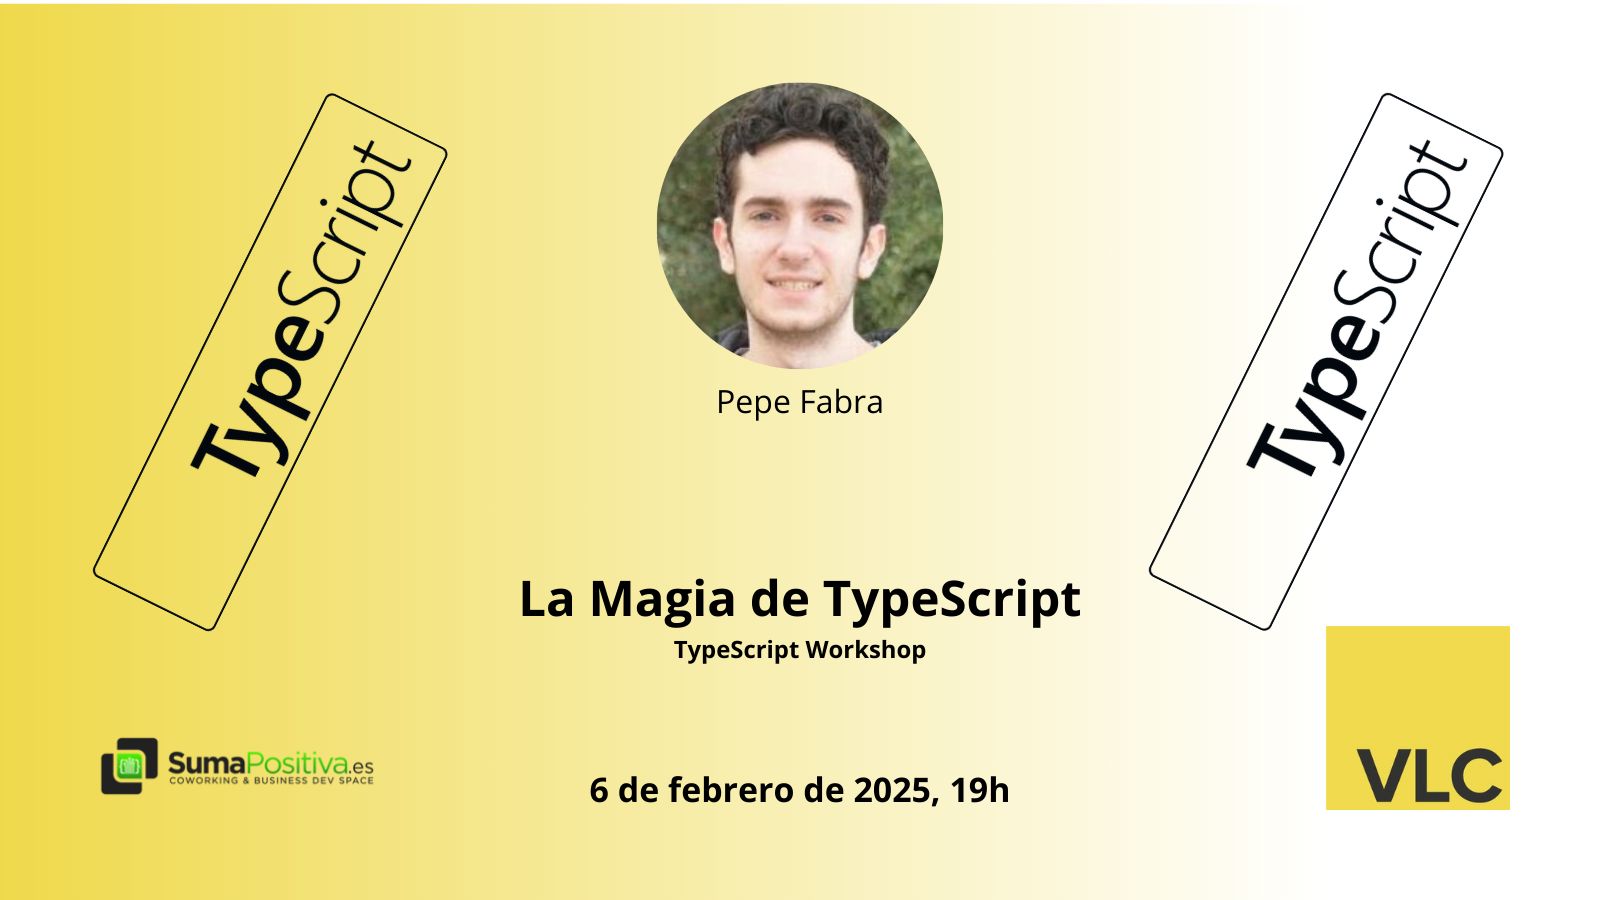 TypeScript
TypeScript
Pepe Fabra
La Magia de TypeScript
TypeScript Workshop
SumaPositiva.es
COWORKING & BUSINESS DEV SPACE
6 de febrero de 2025, 19h
VLC